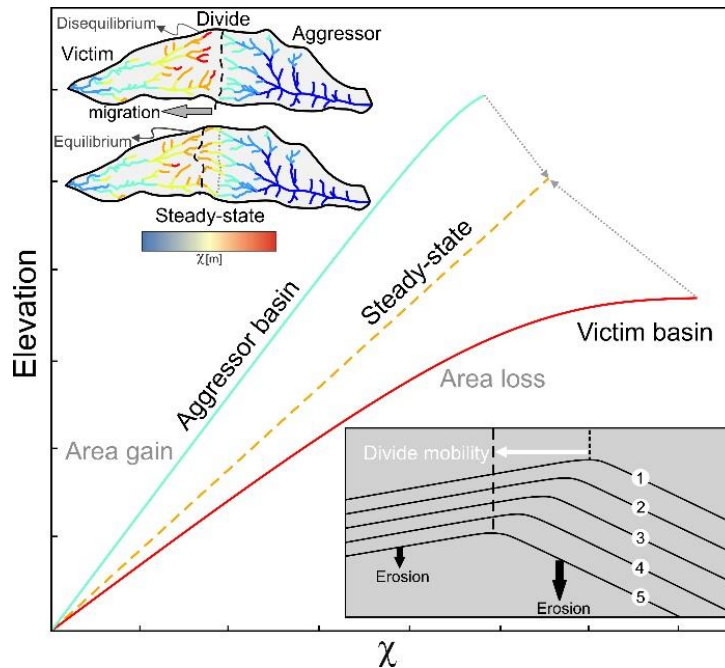 Disequilibrium
Divide
Victim
Aggressor
migration
Equilibrium
Steady-state
χ[m]
Elevation
Aggressor basin
Steady-state
Victim basin
Area loss
Area gain
Divide mobility
1
2
3
4
5
Erosion
Erosion
χ